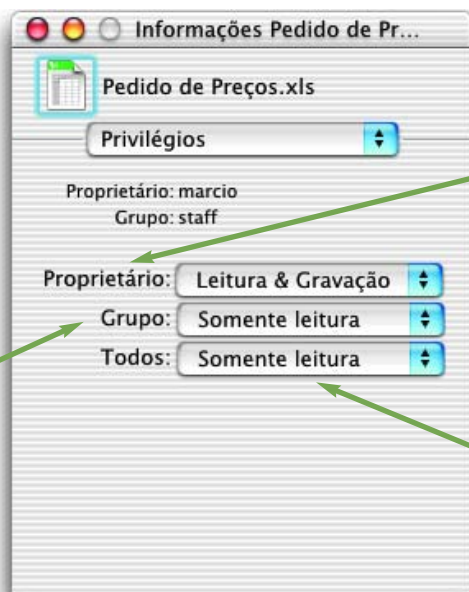 Informações Pedido de Pr...
Pedido de Preços.xls
Privilégios
Proprietário: marcio
Grupo: staff
Proprietário: Leitura & Gravação
Grupo: Somente leitura
Todos: Somente leitura